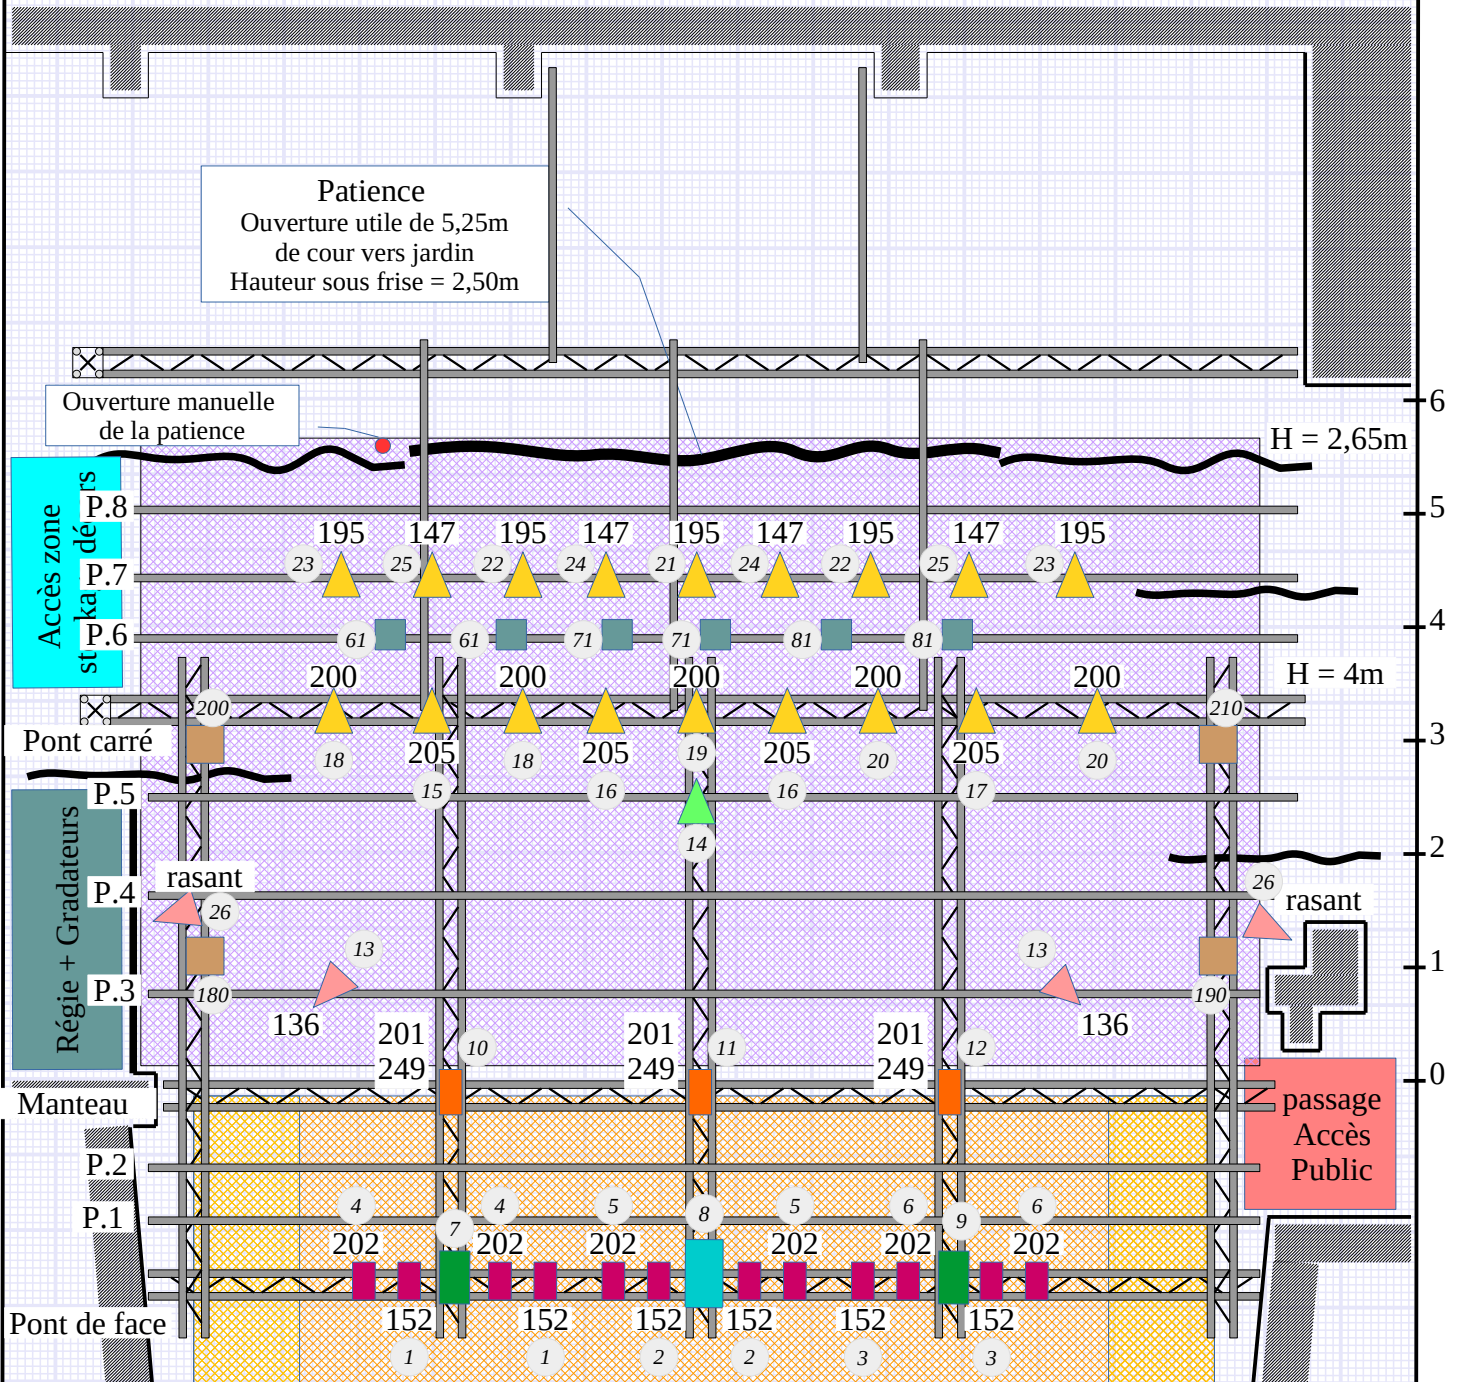 Patience
Ouverture utile de 5,25m
de cour vers jardin
Hauteur sous frise = 2,50m
Ouverture manuelle
de la patience
6
H = 2,65m
Accès zone
P.8
5
195 147 195 147 195 147 195 147 195
23 25 22 24 21 24 22 25 23
P.7
4
P.6
61 61 71 71 81 81
H = 4m
200 200 200 200 200
200 210
Pont carré
3
18 205 18 205 19 205 20 205 20
P.5
15 16 16 17
Régie + Gradateurs
14
2
rasant
26
P.4
26
rasant
13 13
1
P.3
180 190
136 136
201 201 201
249 249 249
10 11 12
0
Manteau
passage
Accès
Public
P.2
4 4 5 8 5 6 6
P.1
7 9
202 202 202 202 202 202
Pont de face
152 152 152 152 152 152
1 1 2 2 3 3